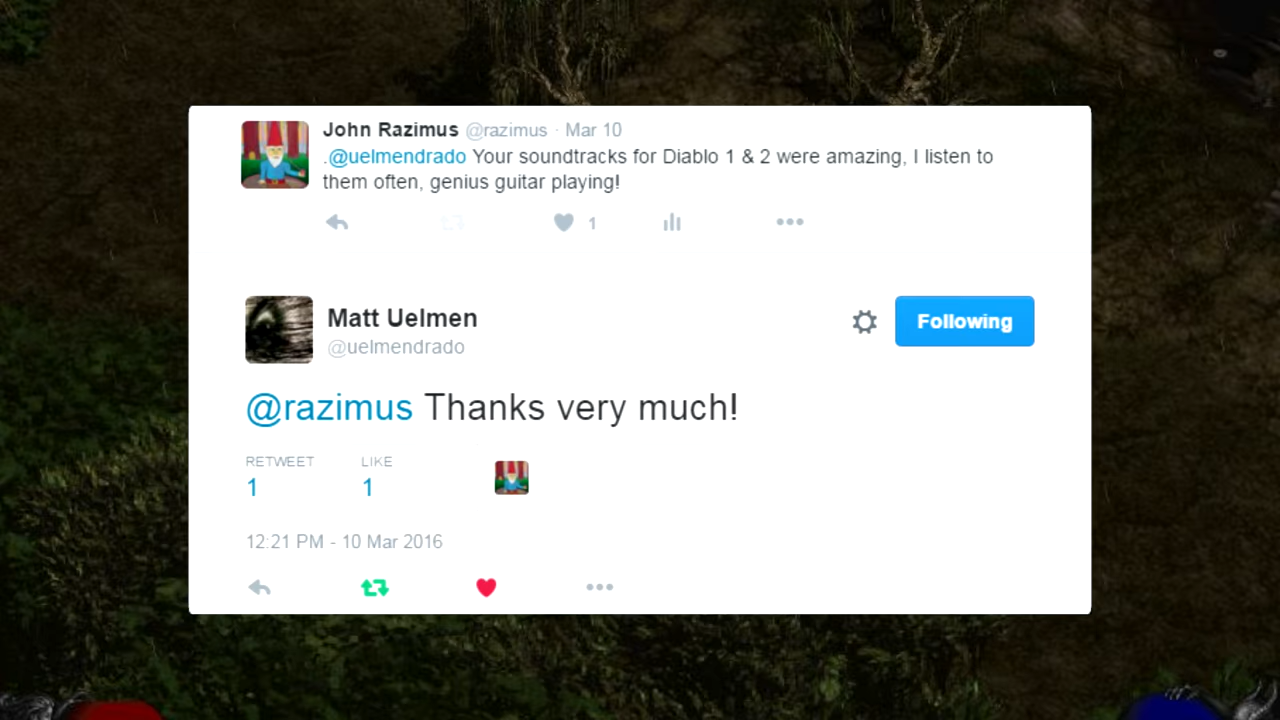 John Razimus @razimus · Mar 10
.@uelmendrado Your soundtracks for Diablo 1 & 2 were amazing, I listen to
them often, genius guitar playing!
1
Matt Uelmen
@uelmendrado
Following
@razimus Thanks very much!
RETWEET LIKE
1 1
12:21 PM - 10 Mar 2016